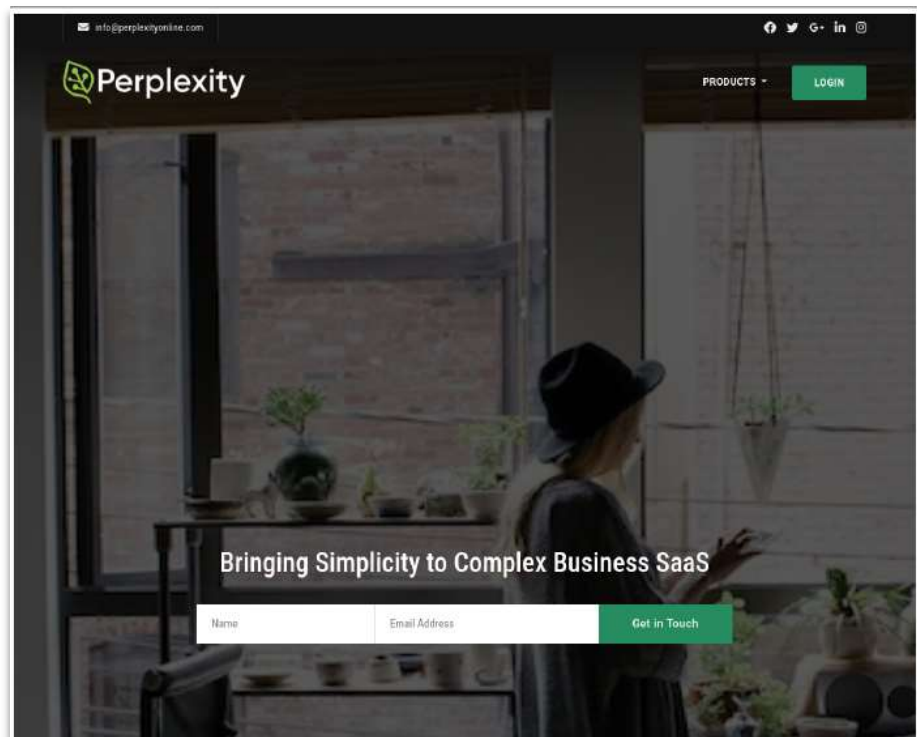 info@perplexityonline.com
Perplexity
PRODUCTS
LOGIN
Bringing Simplicity to Complex Business SaaS
Name
Email Address
Get in Touch